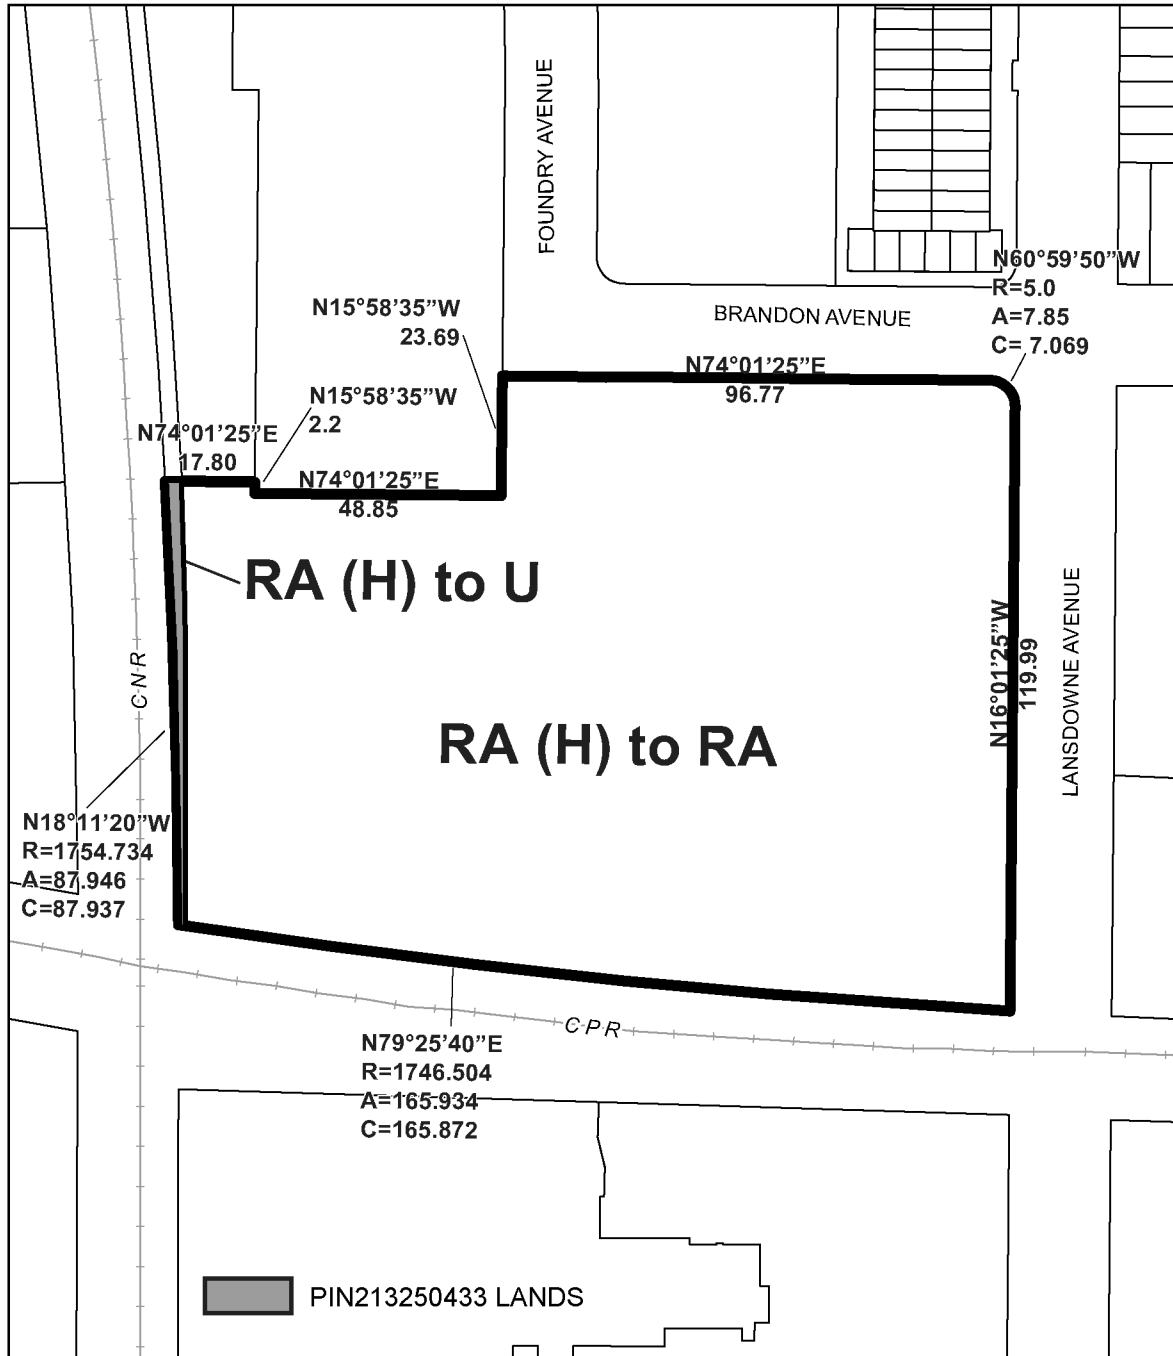 FOUNDRY AVENUE
N60°59’50”W
R=5.0
A=7.85
C= 7.069
BRANDON AVENUE
N15°58’35”W
23.69
N74°01’25”E
96.77
N15°58’35”W
2.2
N74°01’25”E
17.80
N74°01’25”E
48.85
RA (H) to U
RA (H) to RA
N16°01’25”W
119.99
LANSDOWNE AVENUE
CNR
N18°11’20”W
R=1754.734
A=87.946
C=87.937
CPR
N79°25’40”E
R=1746.504
A=165.934
C=165.872
PIN213250433 LANDS